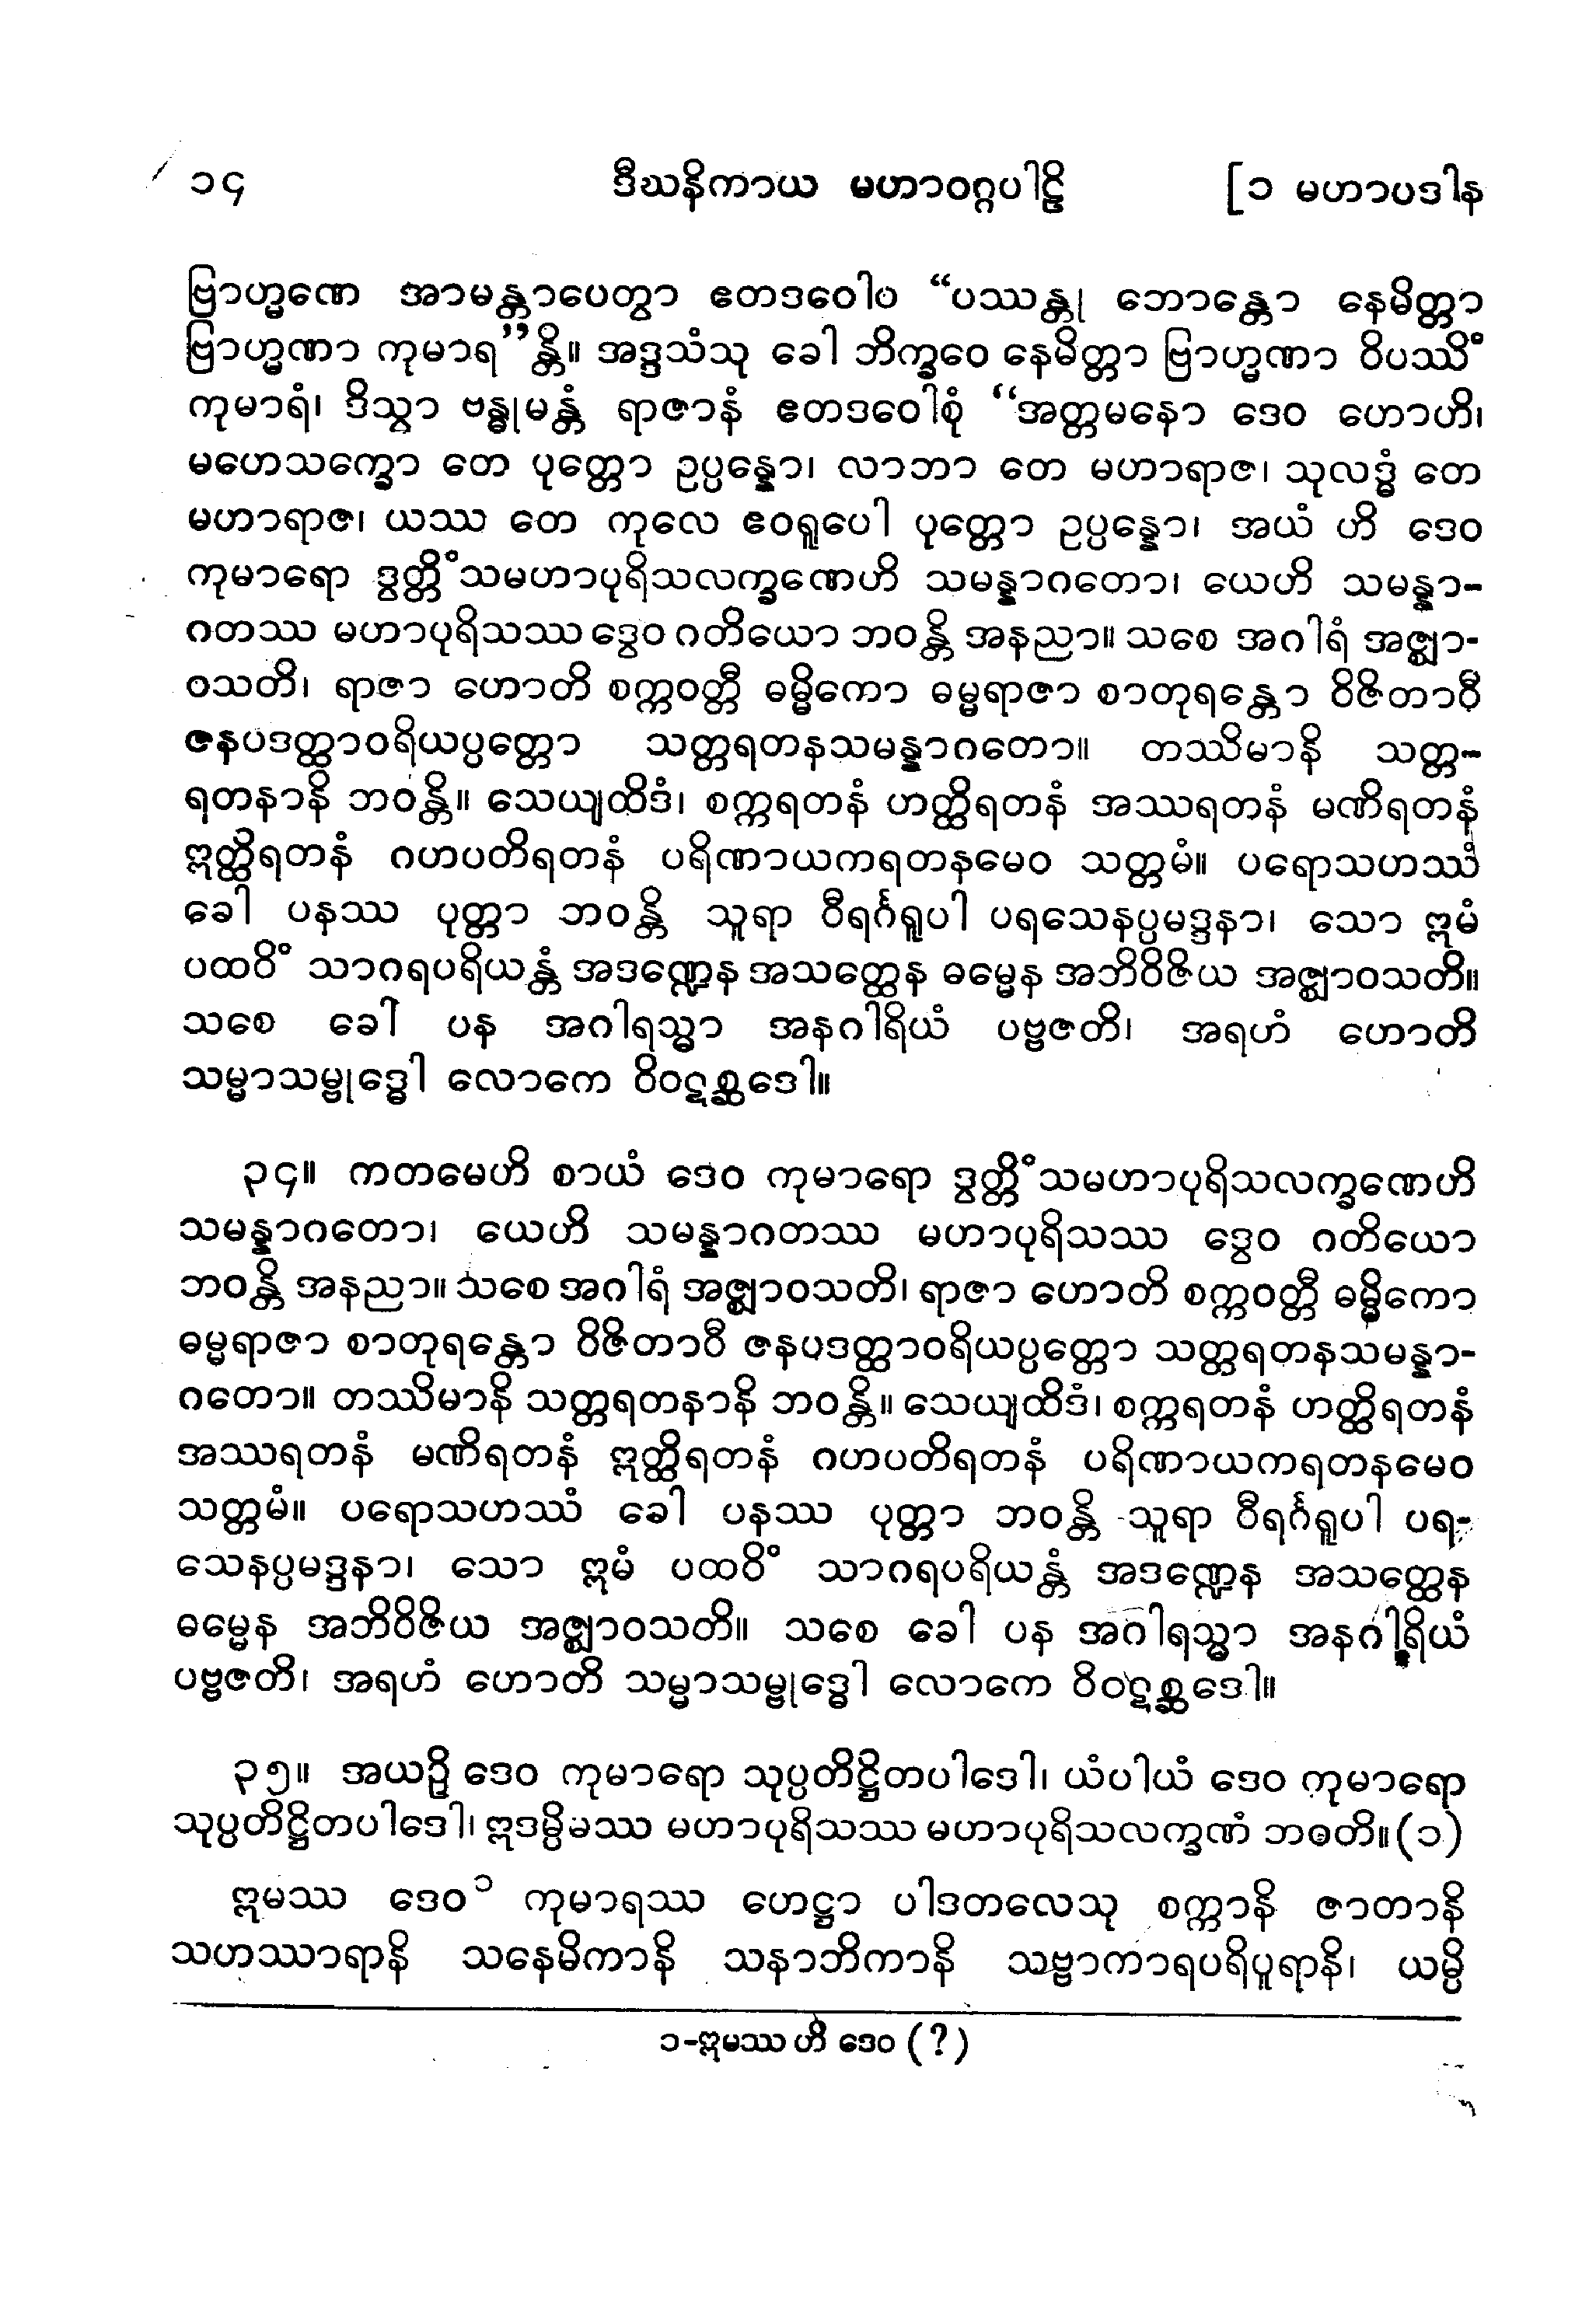 ၁၄ ဒီဃနိကာယ မဟာဝဂ္ဂပါဠိ [၁ မဟာပဒါန
ဗြာဟ္မဏေ အာမန္တာပေတွာ ဧတဒဝေါပ “ပဿန္တု ဘောန္တော နေမိတ္တာ
ဗြာဟ္မဏာ ကုမာရ”န္တိ။ အဒ္ဒသံသု ခေါ ဘိက္ခဝေ နေမိတ္တာ ဗြာဟ္မဏာ ဝိပဿိံ
ကုမာရံ၊ ဒိသွာ ဗန္ဓုမန္တံ ရာဇာနံ ဧတဒဝေါစုံ “အတ္တမနော ဒေဝ ဟောဟိ၊
မဟေသက္ခော တေ ပုတ္တော ဥပ္ပန္နော၊ လာဘာ တေ မဟာရာဇ၊ သုလဒ္ဓံ တေ
မဟာရာဇ၊ ယဿ တေ ကုလေ ဧဝရူပေါ ပုတ္တော ဥပ္ပန္နော၊ အယံ ဟိ ဒေဝ
ကုမာရော ဒွတ္တိံသမဟာပုရိသလက္ခဏေဟိ သမန္နာဂတော၊ ယေဟိ သမန္နာ-
ဂတဿ မဟာပုရိသဿ ဒွေဝ ဂတိယော ဘဝန္တိ အနညာ။ သစေ အဂါရံ အဇ္ဈာ-
ဝသတိ၊ ရာဇာ ဟောတိ စက္ကဝတ္တီ ဓမ္မိကော ဓမ္မရာဇာ စာတုရန္တော ဝိဇိတာဝီ
ဇနပဒတ္ထာဝရိယပ္ပတ္တော သတ္တရတနသမန္နာဂတော။ တဿိမာနိ သတ္တ-
ရတနာနိ ဘဝန္တိ။ သေယျထိဒံ၊ စက္ကရတနံ ဟတ္ထိရတနံ အဿရတနံ မဏိရတနံ
ဣတ္ထိရတနံ ဂဟပတိရတနံ ပရိဏာယကရတနမေဝ သတ္တမံ။ ပရောသဟဿံ
ခေါ ပနဿ ပုတ္တာ ဘဝန္တိ သူရာ ဝီရင်္ဂရူပါ ပရသေနပ္ပမဒ္ဒနာ၊ သော ဣမံ
ပထဝိံ သာဂရပရိယန္တံ အဒဏ္ဍေန အသတ္ထေန ဓမ္မေန အဘိဝိဇိယ အဇ္ဈာဝသတိ။
သစေ ခေါ ပန အဂါရသ္မာ အနဂါရိယံ ပဗ္ဗဇတိ၊ အရဟံ ဟောတိ
သမ္မာသမ္ဗုဒ္ဓေါ လောကေ ဝိဝဋစ္ဆဒေါ။
၃၄။ ကတမေဟိ စာယံ ဒေဝ ကုမာရော ဒွတ္တိံသမဟာပုရိသလက္ခဏေဟိ
သမန္နာဂတော၊ ယေဟိ သမန္နာဂတဿ မဟာပုရိသဿ ဒွေဝ ဂတိယော
ဘဝန္တိ အနညာ။ သစေ အဂါရံ အဇ္ဈာဝသတိ၊ ရာဇာ ဟောတိ စက္ကဝတ္တီ ဓမ္မိကော
ဓမ္မရာဇာ စာတုရန္တော ဝိဇိတာဝီ ဇနပဒတ္ထာဝရိယပ္ပတ္တော သတ္တရတနသမန္နာ-
ဂတော။ တဿိမာနိ သတ္တရတနာနိ ဘဝန္တိ။ သေယျထိဒံ၊ စက္ကရတနံ ဟတ္ထိရတနံ
အဿရတနံ မဏိရတနံ ဣတ္ထိရတနံ ဂဟပတိရတနံ ပရိဏာယကရတနမေဝ
သတ္တမံ။ ပရောသဟဿံ ခေါ ပနဿ ပုတ္တာ ဘဝန္တိ သူရာ ဝီရင်္ဂရူပါ ပရ-
သေနပ္ပမဒ္ဒနာ၊ သော ဣမံ ပထဝိံ သာဂရပရိယန္တံ အဒဏ္ဍေန အသတ္ထေန
ဓမ္မေန အဘိဝိဇိယ အဇ္ဈာဝသတိ။ သစေ ခေါ ပန အဂါရသ္မာ အနဂါရိယံ
ပဗ္ဗဇတိ၊ အရဟံ ဟောတိ သမ္မာသမ္ဗုဒ္ဓေါ လောကေ ဝိဝဋစ္ဆဒေါ။
၃၅။ အယဉှိ ဒေဝ ကုမာရော သုပ္ပတိဋ္ဌိတပါဒေါ၊ ယံပါယံ ဒေဝ ကုမာရော
သုပ္ပတိဋ္ဌိတပါဒေါ၊ ဣဒမ္ပိမဿ မဟာပုရိသဿ မဟာပုရိသလက္ခဏံ ဘဝတိ။ (၁)
ဣမဿ ဒေဝ ၁ ကုမာရဿ ဟေဋ္ဌာ ပါဒတလေသု စက္ကာနိ ဇာတာနိ
သဟဿာရာနိ သနေမိကာနိ သနာဘိကာနိ သဗ္ဗာကာရပရိပူရာနိ၊ ယမ္ပိ
၁-ဣမဿ ဟိ ဒေဝ (?)